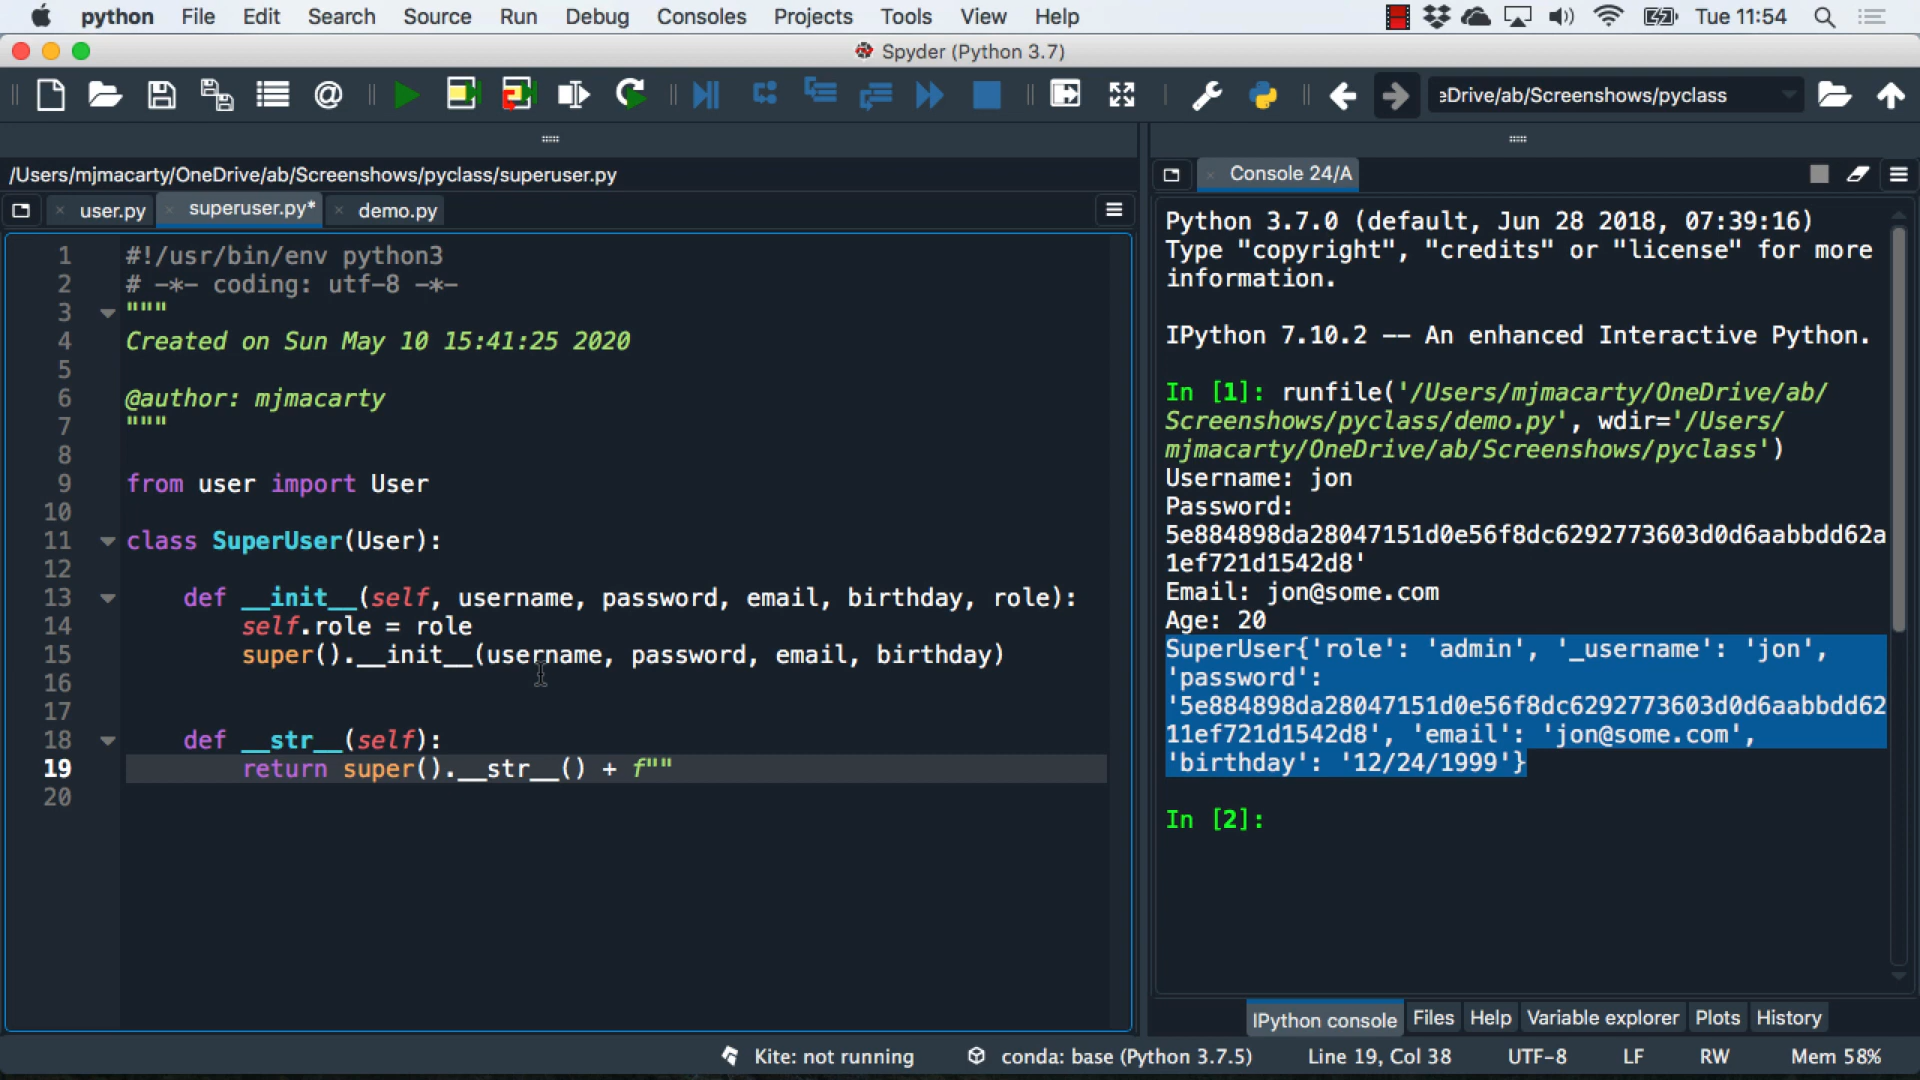 python File Edit Search Source Run Debug Consoles Projects Tools View Help Tue 11:54
Spyder (Python 3.7)
eDrive/ab/Screenshows/pyclass
/Users/mjmacarty/OneDrive/ab/Screenshows/pyclass/superuser.py
user.py superuser.py* demo.py
1 #!/usr/bin/env python3
2 # -*- coding: utf-8 -*-
3 """
4 Created on Sun May 10 15:41:25 2020
5
6 @author: mjmacarty
7 """
8
9 from user import User
10
11 class SuperUser(User):
12
13 def __init__(self, username, password, email, birthday, role):
14 self.role = role
15 super().__init__(username, password, email, birthday)
16
17
18 def __str__(self):
19 return super().__str__() + f""
20
Console 24/A
Python 3.7.0 (default, Jun 28 2018, 07:39:16)
Type "copyright", "credits" or "license" for more
information.
IPython 7.10.2 -- An enhanced Interactive Python.
In [1]: runfile('/Users/mjmacarty/OneDrive/ab/
Screenshows/pyclass/demo.py', wdir='/Users/
mjmacarty/OneDrive/ab/Screenshows/pyclass')
Username: jon
Password:
5e884898da28047151d0e56f8dc6292773603d0d6aabbdd62a
1ef721d1542d8'
Email: jon@some.com
Age: 20
SuperUser{'role': 'admin', '_username': 'jon',
'password':
'5e884898da28047151d0e56f8dc6292773603d0d6aabbdd62
11ef721d1542d8', 'email': 'jon@some.com',
'birthday': '12/24/1999'}
In [2]:
IPython console Files Help Variable explorer Plots History
Kite: not running conda: base (Python 3.7.5) Line 19, Col 38 UTF-8 LF RW Mem 58%